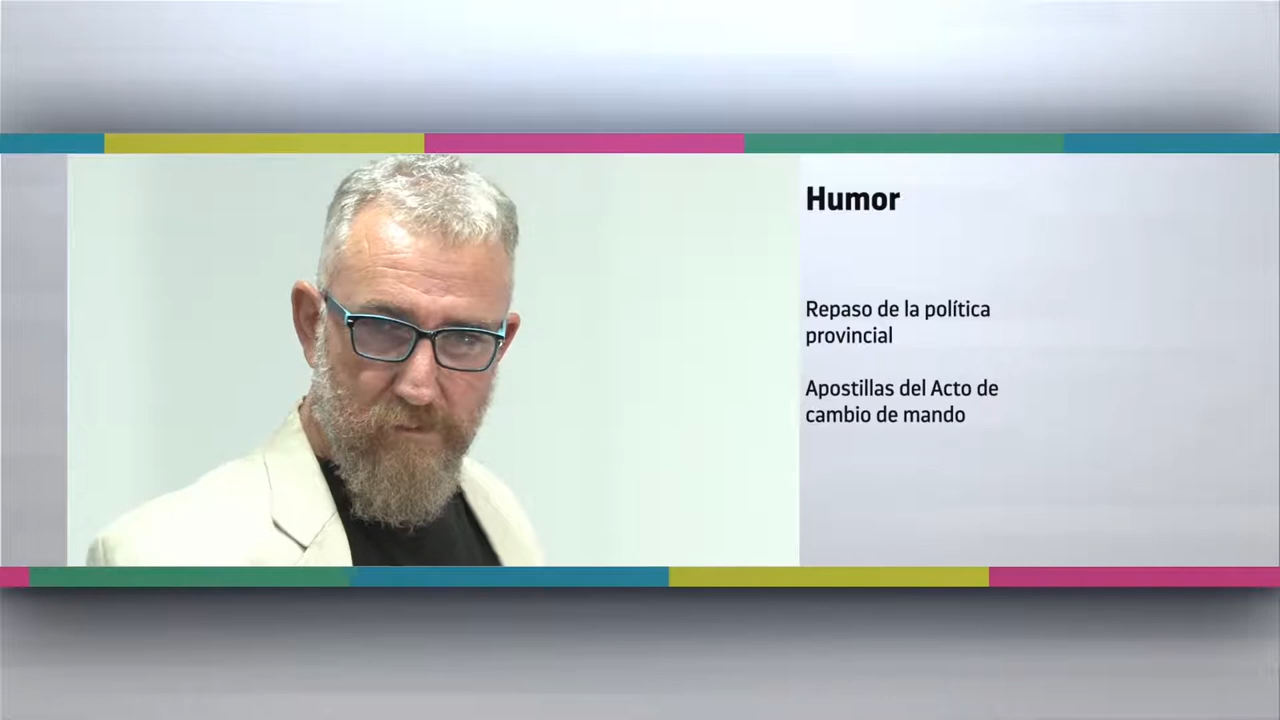 Humor
Repaso de la política
provincial
Apostillas del Acto de
cambio de mando